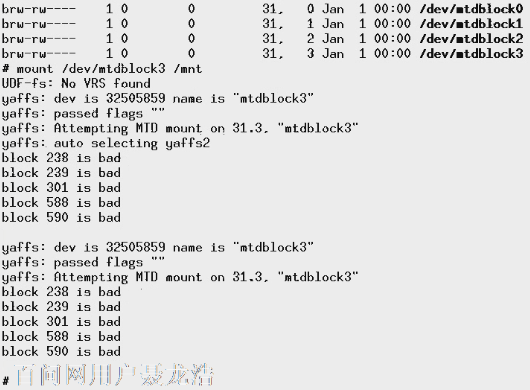 brw-rw---- 1 0 0 31, 0 Jan 1 00:00 /dev/mtdblock0
brw-rw---- 1 0 0 31, 1 Jan 1 00:00 /dev/mtdblock1
brw-rw---- 1 0 0 31, 2 Jan 1 00:00 /dev/mtdblock2
brw-rw---- 1 0 0 31, 3 Jan 1 00:00 /dev/mtdblock3
# mount /dev/mtdblock3 /mnt
UDF-fs: No VRS found
yaffs: dev is 32505859 name is "mtdblock3"
yaffs: passed flags ""
yaffs: Attempting MTD mount on 31.3, "mtdblock3"
yaffs: auto selecting yaffs2
block 238 is bad
block 239 is bad
block 301 is bad
block 588 is bad
block 590 is bad
yaffs: dev is 32505859 name is "mtdblock3"
yaffs: passed flags ""
yaffs: Attempting MTD mount on 31.3, "mtdblock3"
block 238 is bad
block 239 is bad
block 301 is bad
block 588 is bad
block 590 is bad
#